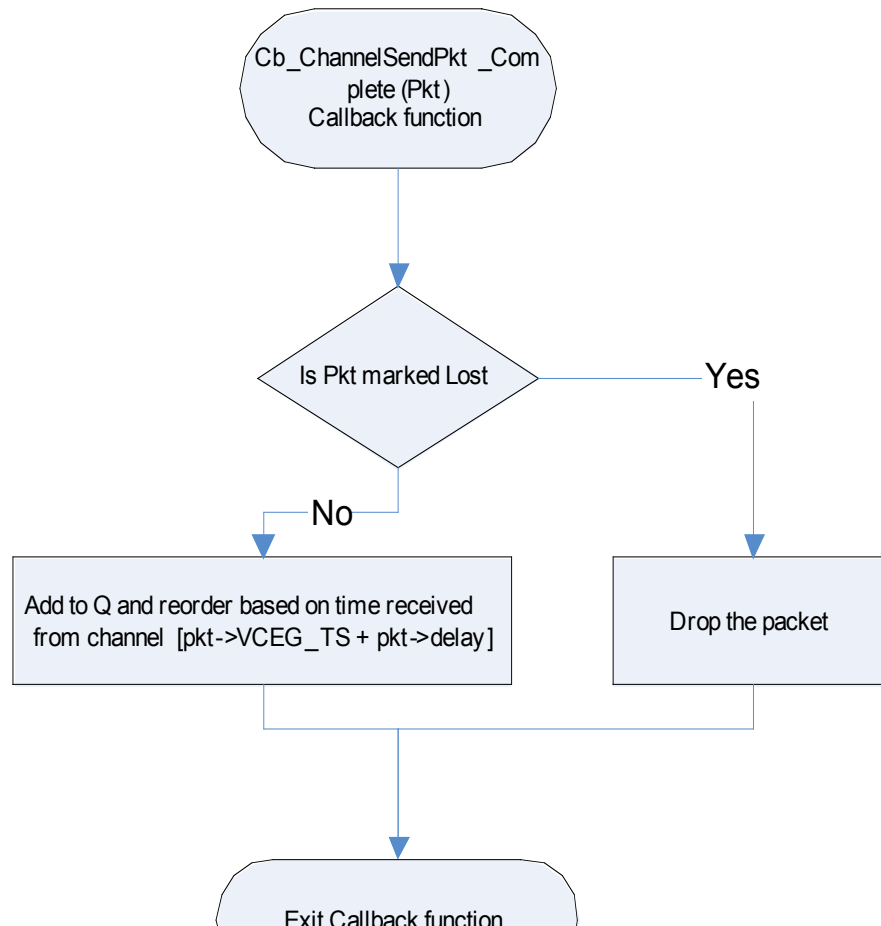 Cb_ChannelSendPkt _Com
plete (Pkt)
Callback function
Is Pkt marked Lost
Yes
No
Add to Q and reorder based on time received
from channel [pkt->VCEG_TS + pkt->delay]
Drop the packet
Exit Callback function